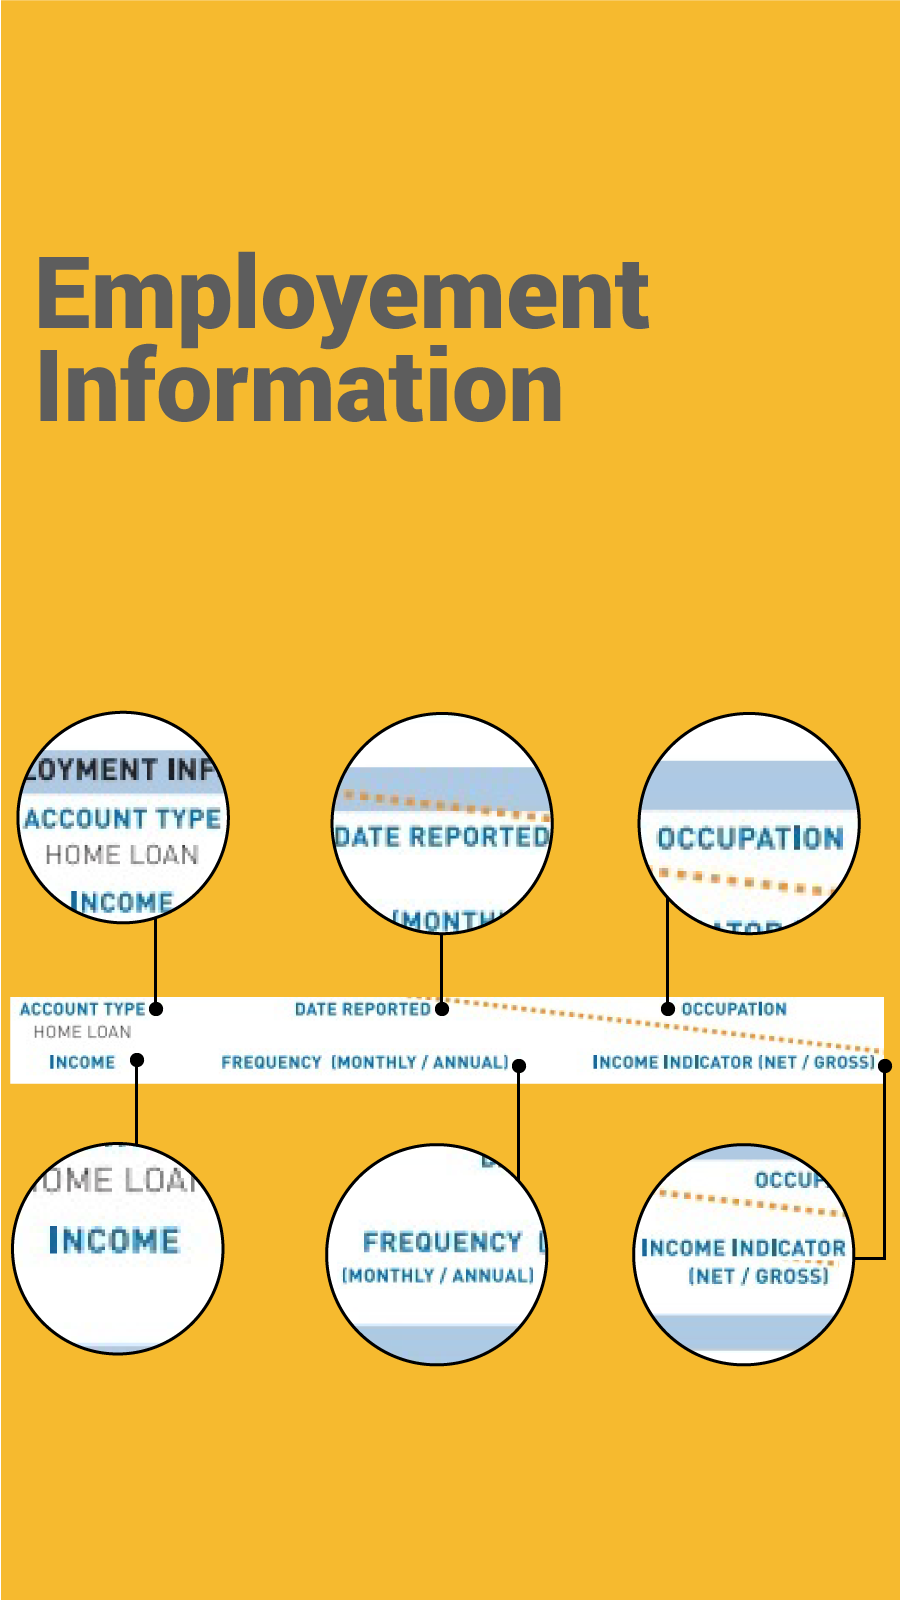 Employement
Information
LOYMENT INF
ACCOUNT TYPE
HOME LOAN
INCOME
DATE REPORTED
(MONTH
OCCUPATION
ATOR
ACCOUNT TYPE
DATE REPORTED
OCCUPATION
HOME LOAN
INCOME
FREQUENCY (MONTHLY / ANNUAL)
INCOME INDICATOR (NET / GROSS)
OME LOA
INCOME
FREQUENCY (
(MONTHLY / ANNUAL)
OCCUP
INCOME INDICATOR
(NET / GROSS)